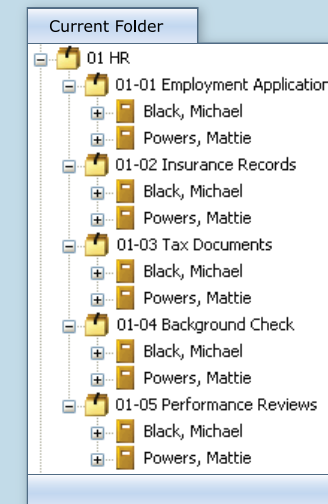 Current Folder
01 HR
01-01 Employment Application
Black, Michael
Powers, Mattie
01-02 Insurance Records
Black, Michael
Powers, Mattie
01-03 Tax Documents
Black, Michael
Powers, Mattie
01-04 Background Check
Black, Michael
Powers, Mattie
01-05 Performance Reviews
Black, Michael
Powers, Mattie